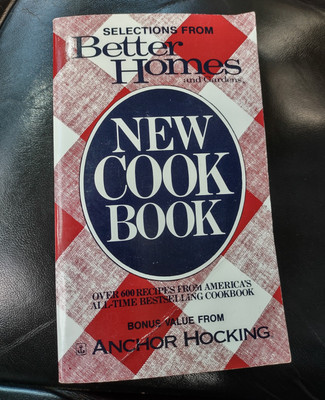 SELECTIONS FROM
Better
Homes
and Gardens
NEW
COOK
BOOK
OVER 600 RECIPES FROM AMERICA'S
ALL-TIME BESTSELLING COOKBOOK
BONUS VALUE FROM
ANCHOR HOCKING